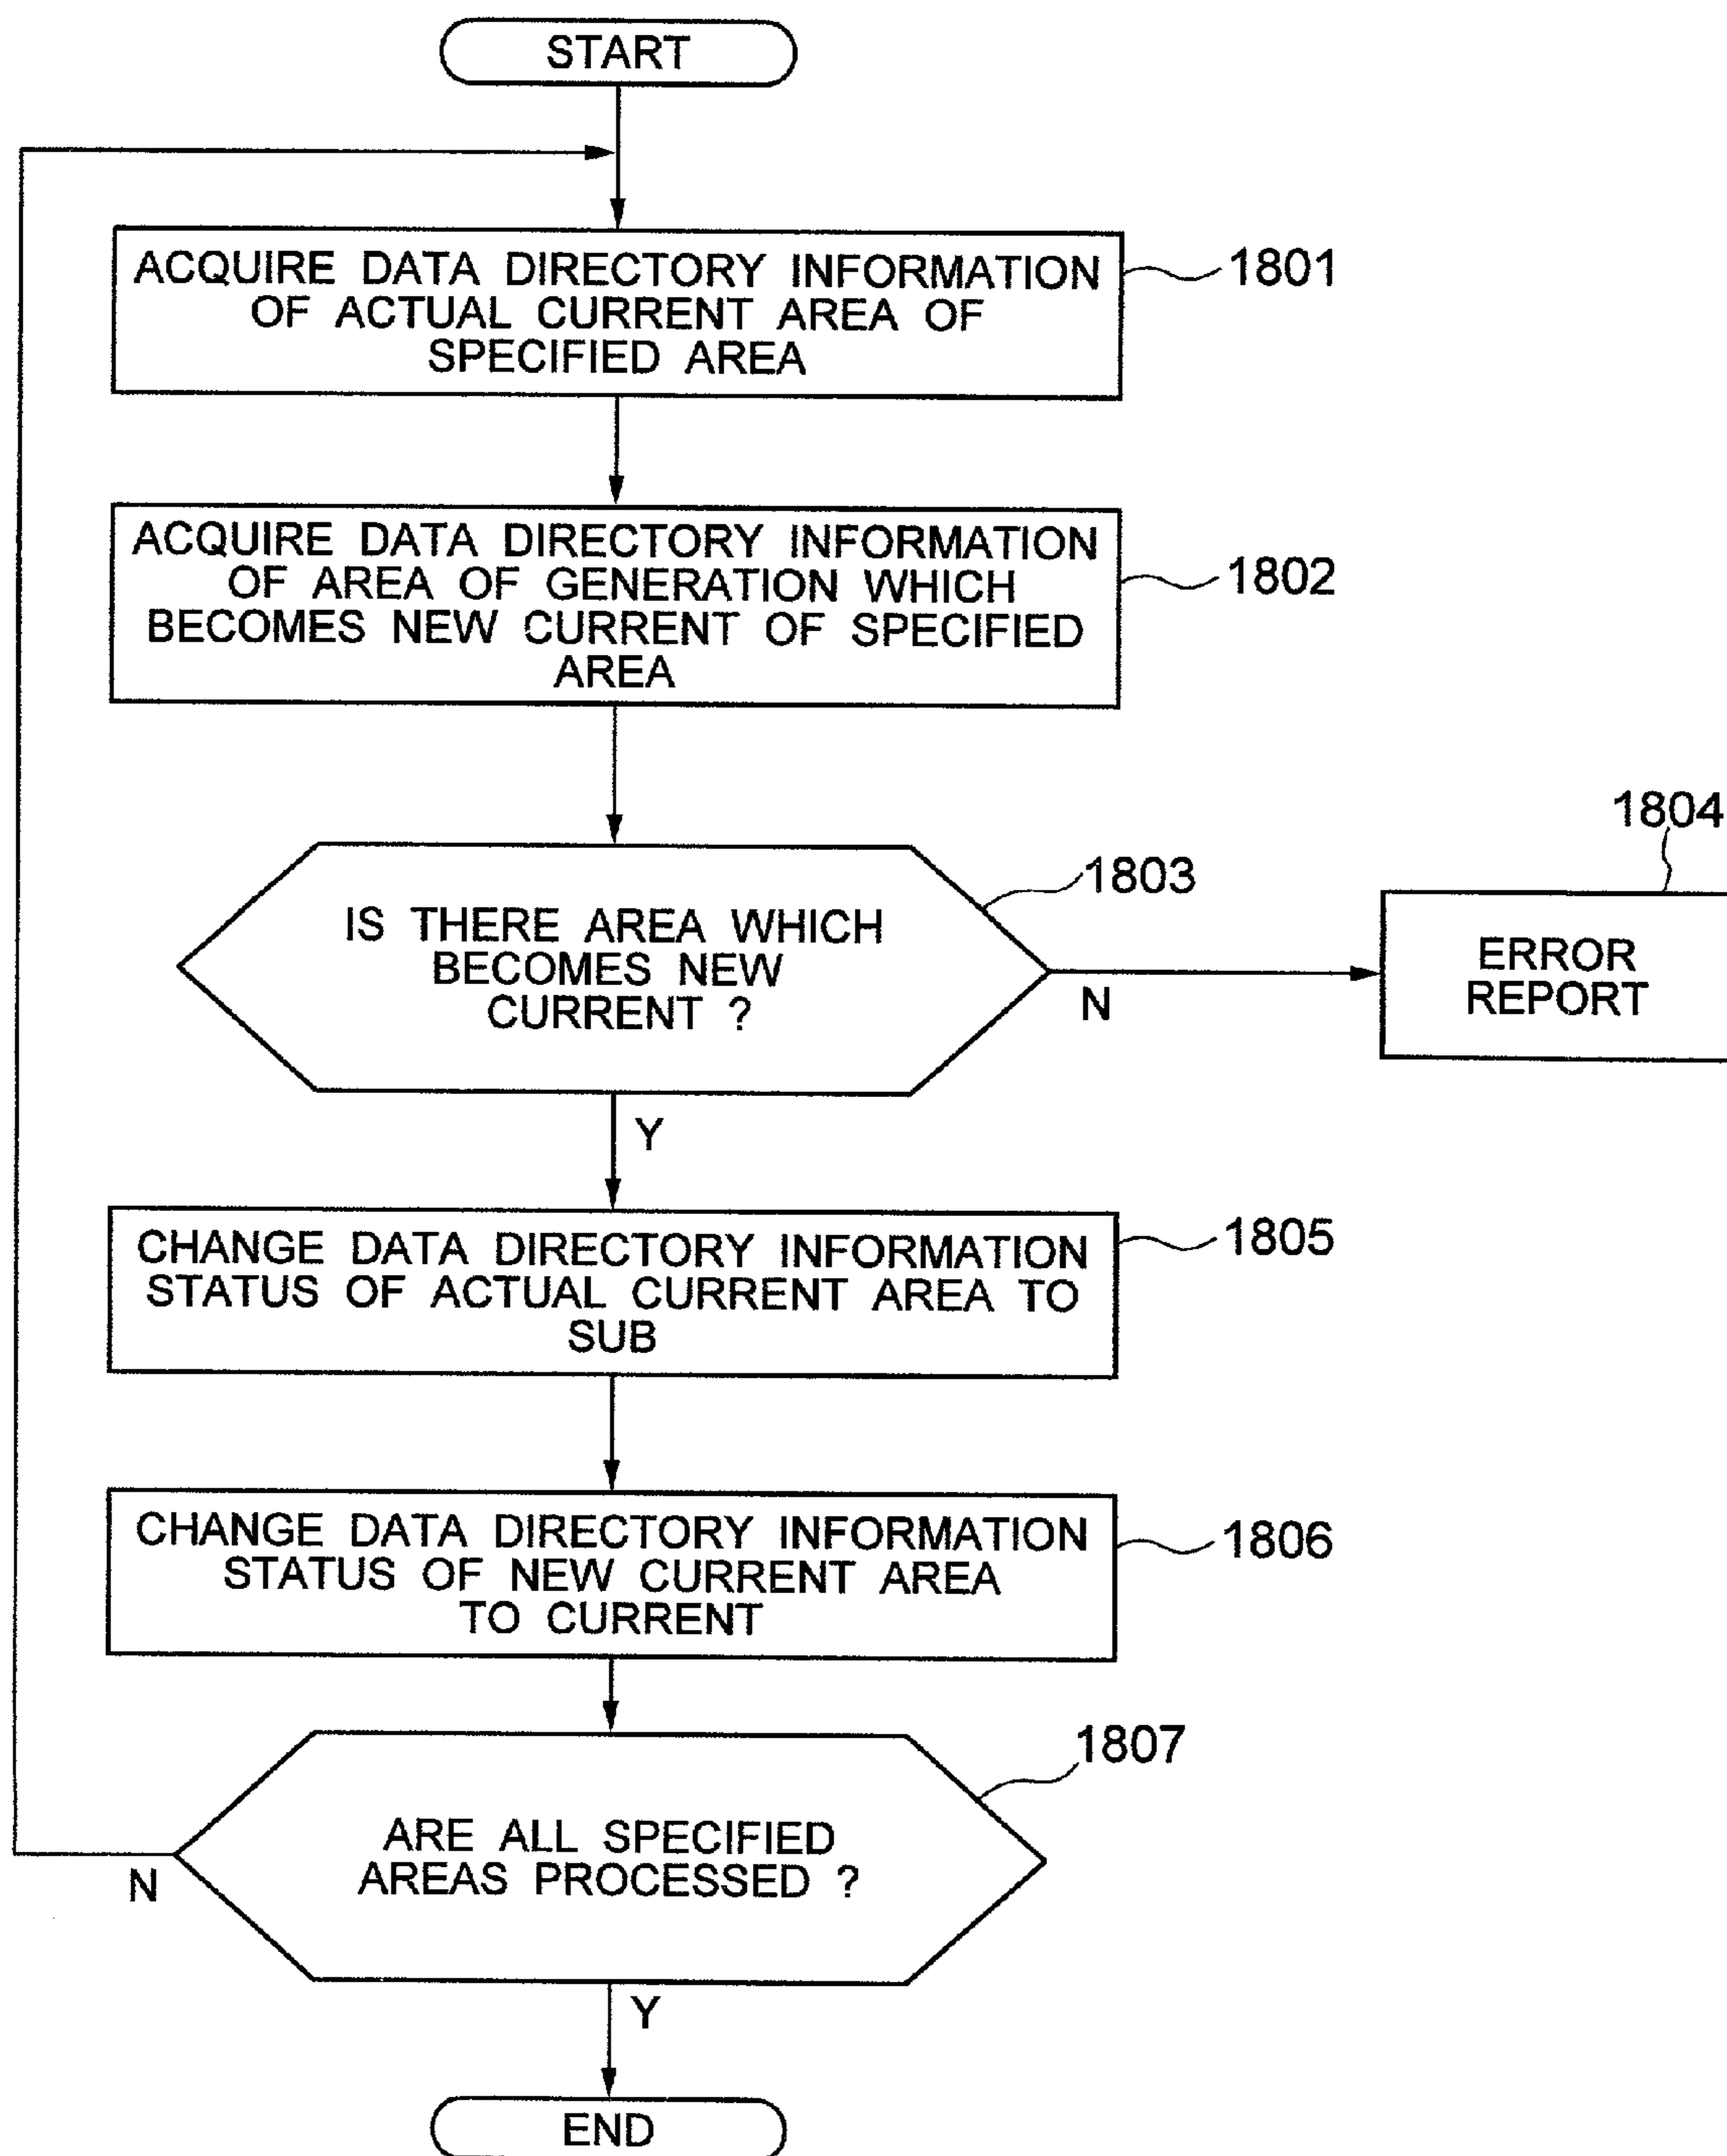 START
ACQUIRE DATA DIRECTORY INFORMATION
OF ACTUAL CURRENT AREA OF
SPECIFIED AREA
1801
ACQUIRE DATA DIRECTORY INFORMATION
OF AREA OF GENERATION WHICH
BECOMES NEW CURRENT OF SPECIFIED
AREA
1802
IS THERE AREA WHICH
BECOMES NEW
CURRENT ?
1803
N
1804
ERROR
REPORT
Y
CHANGE DATA DIRECTORY INFORMATION
STATUS OF ACTUAL CURRENT AREA TO
SUB
1805
CHANGE DATA DIRECTORY INFORMATION
STATUS OF NEW CURRENT AREA
TO CURRENT
1806
1807
ARE ALL SPECIFIED
AREAS PROCESSED ?
N
Y
END